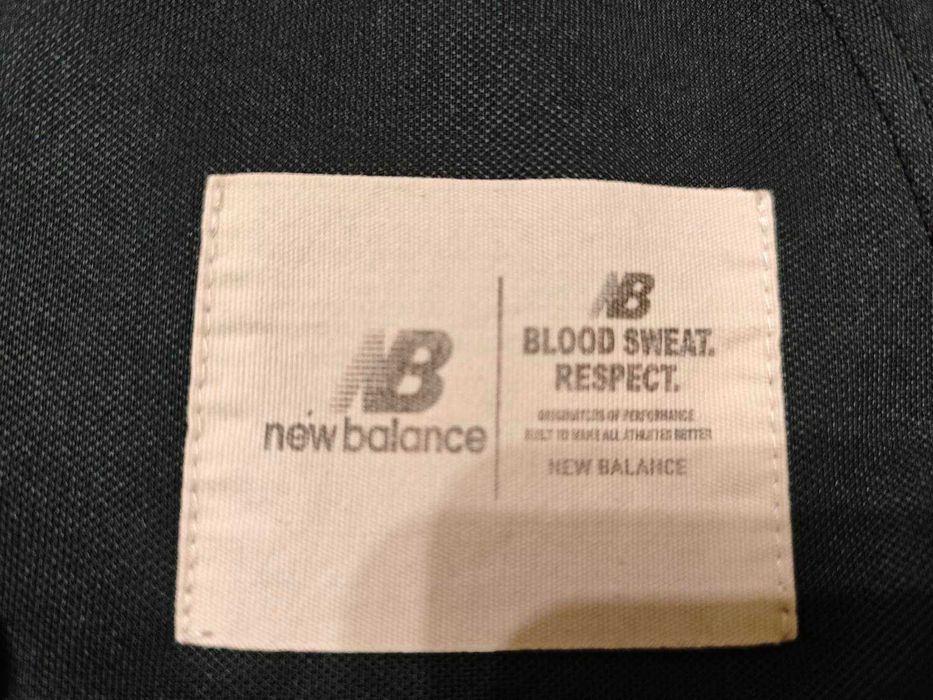 NB
new balance
NB
BLOOD SWEAT.
RESPECT.
ORIGINATORS OF PERFORMANCE
BUILT TO MAKE ALL ATHLETES BETTER
NEW BALANCE